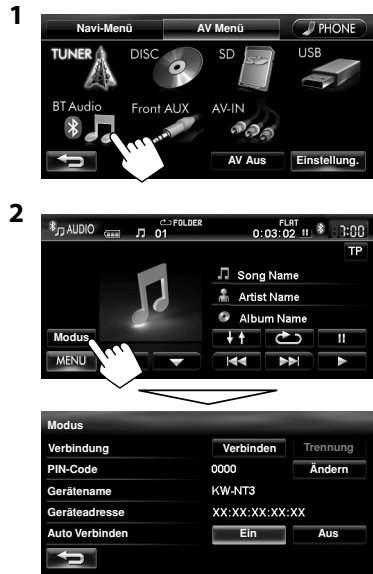 1
Navi-Menü AV Menü PHONE
TUNER DISC SD USB
BT Audio Front AUX AV-IN
AV Aus Einstellung.
2
AUDIO FOLDER FLAT
01 0:03:02 7:00
TP
Song Name
Artist Name
Album Name
Modus
MENU
Modus
Verbindung Verbinden Trennung
PIN-Code 0000 Ändern
Gerätename KW-NT3
Geräteadresse XX:XX:XX:XX:XX
Auto Verbinden Ein Aus